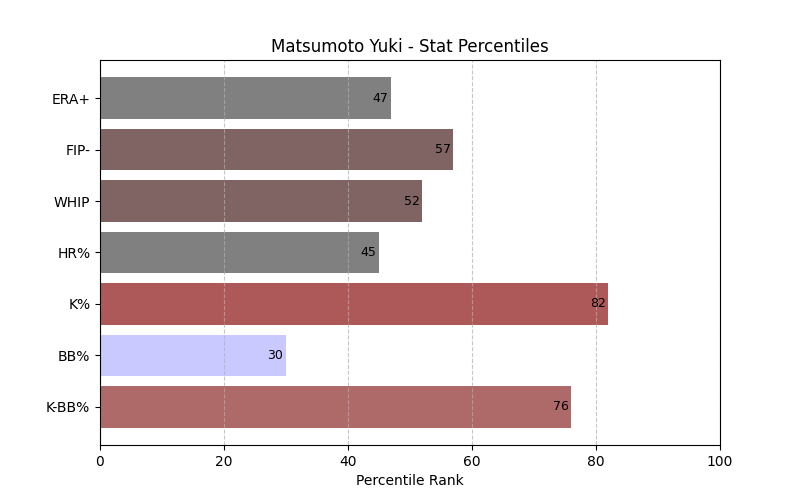 Matsumoto Yuki - Stat Percentiles
ERA+ 47
FIP- 57
WHIP 52
HR% 45
K% 82
BB% 30
K-BB% 76
0 20 40 60 80 100
Percentile Rank